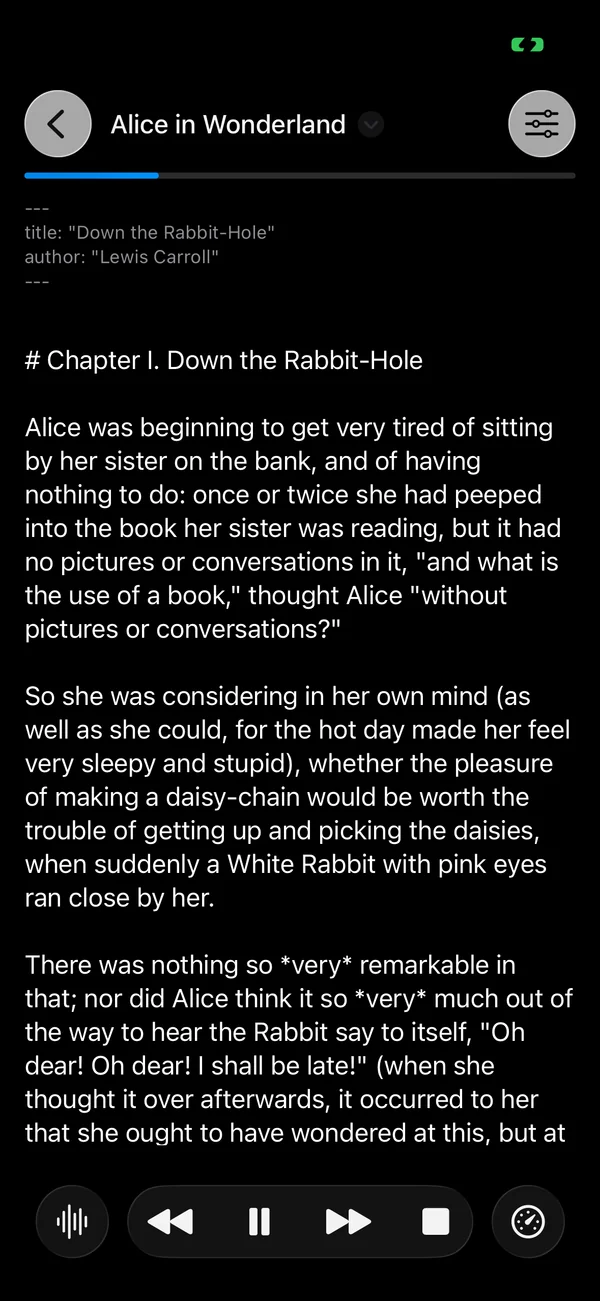 Alice in Wonderland
---
title: "Down the Rabbit-Hole"
author: "Lewis Carroll"
---
# Chapter I. Down the Rabbit-Hole
Alice was beginning to get very tired of sitting
by her sister on the bank, and of having
nothing to do: once or twice she had peeped
into the book her sister was reading, but it had
no pictures or conversations in it, "and what is
the use of a book," thought Alice "without
pictures or conversations?"
So she was considering in her own mind (as
well as she could, for the hot day made her feel
very sleepy and stupid), whether the pleasure
of making a daisy-chain would be worth the
trouble of getting up and picking the daisies,
when suddenly a White Rabbit with pink eyes
ran close by her.
There was nothing so *very* remarkable in
that; nor did Alice think it so *very* much out of
the way to hear the Rabbit say to itself, "Oh
dear! Oh dear! I shall be late!" (when she
thought it over afterwards, it occurred to her
that she ought to have wondered at this, but at